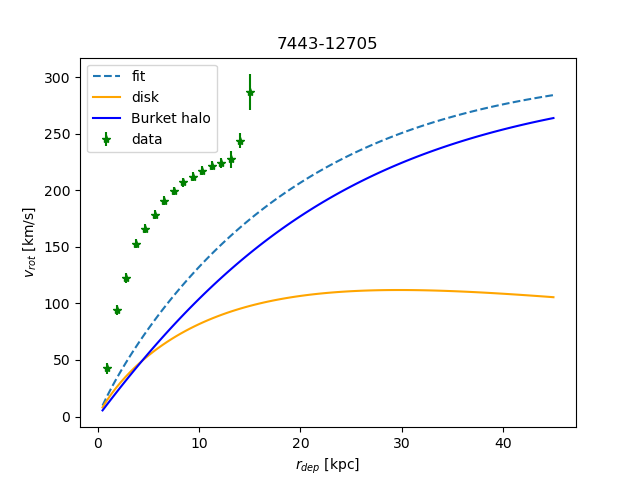 7443-12705
fit
disk
Burket halo
data
300
250
200
150
100
50
0
v_rot [km/s]
0 10 20 30 40
r_dep [kpc]